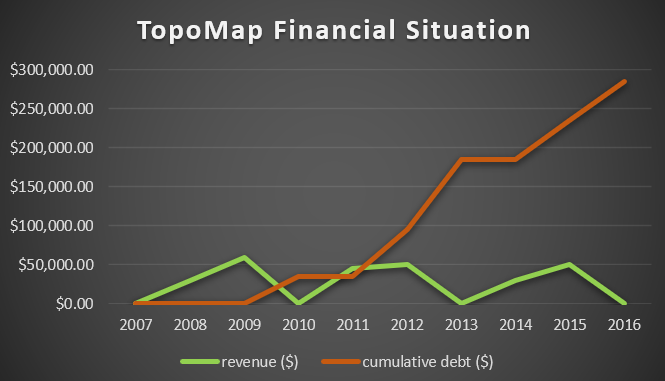 TopoMap Financial Situation
$300,000.00
$250,000.00
$200,000.00
$150,000.00
$100,000.00
$50,000.00
$0.00
2007 2008 2009 2010 2011 2012 2013 2014 2015 2016
revenue ($) cumulative debt ($)